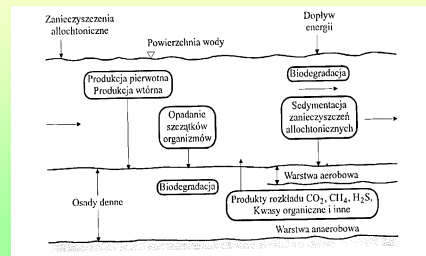 Zanieczyszczenia
allochtoniczne
Dopływ
energii
Powierzchnia wody
Biodegradacja
Produkcja pierwotna
Produkcja wtórna
Sedymentacja
zanieczyszczeń
allochtonicznych
Opadanie
szczątków
organizmów
Warstwa aerobowa
Biodegradacja
Osady denne
Produkty rozkładu CO₂, CH₄, H₂S,
Kwasy organiczne i inne
Warstwa anaerobowa